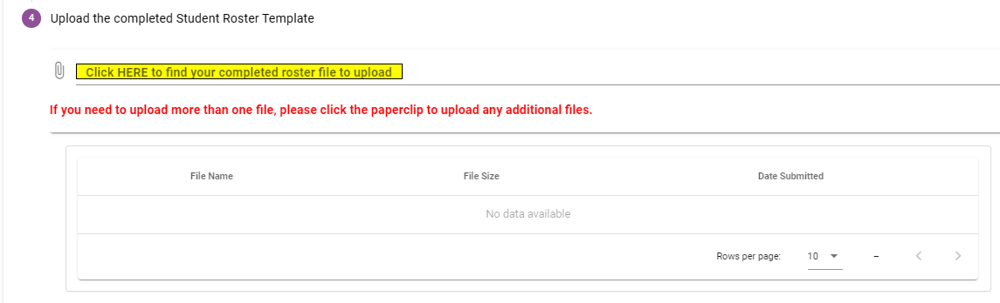 4 Upload the completed Student Roster Template
Click HERE to find your completed roster file to upload
If you need to upload more than one file, please click the paperclip to upload any additional files.
File Name File Size Date Submitted
No data available
Rows per page: 10 –